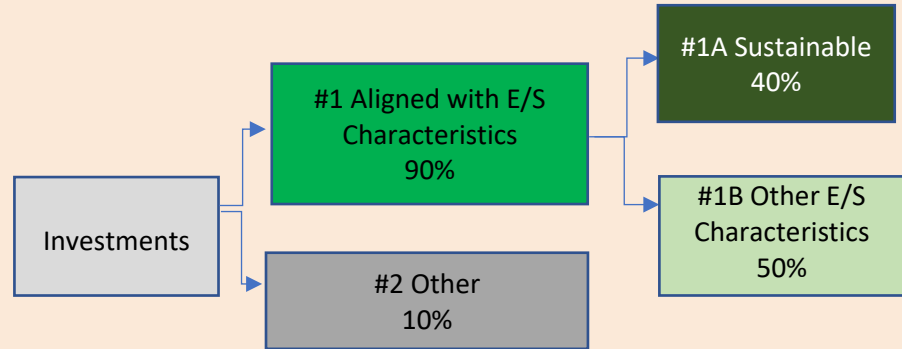 Investments
#1 Aligned with E/S
Characteristics
90%
#2 Other
10%
#1A Sustainable
40%
#1B Other E/S
Characteristics
50%